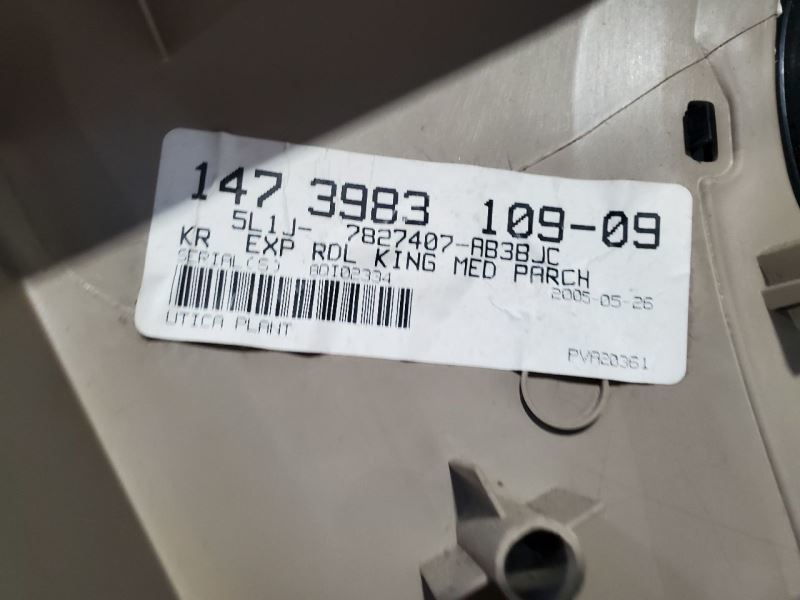 147 3983 109-09
5L1J- 7827407-AB3BJC
KR EXP RDL KING MED PARCH
SERIAL(S) ADI02334
2005-05-26
UTICA PLANT
PVA20361